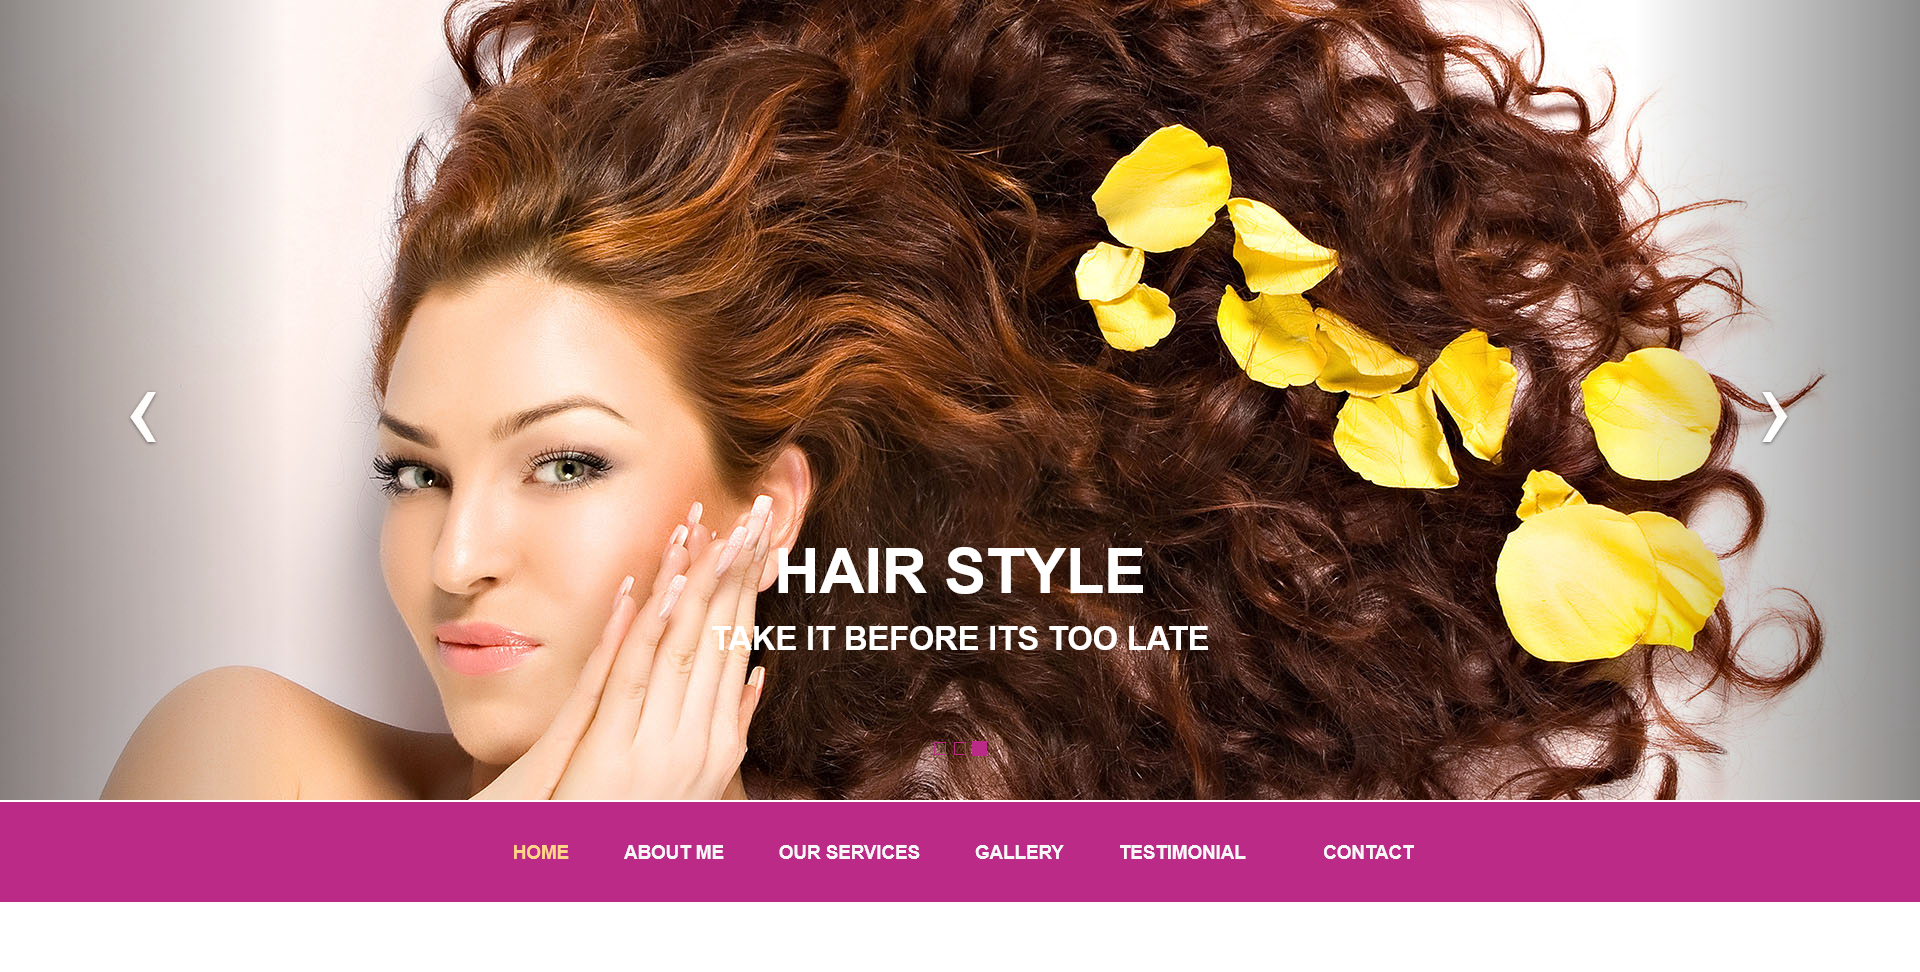 HAIR STYLE
TAKE IT BEFORE ITS TOO LATE
HOME ABOUT ME OUR SERVICES GALLERY TESTIMONIAL CONTACT